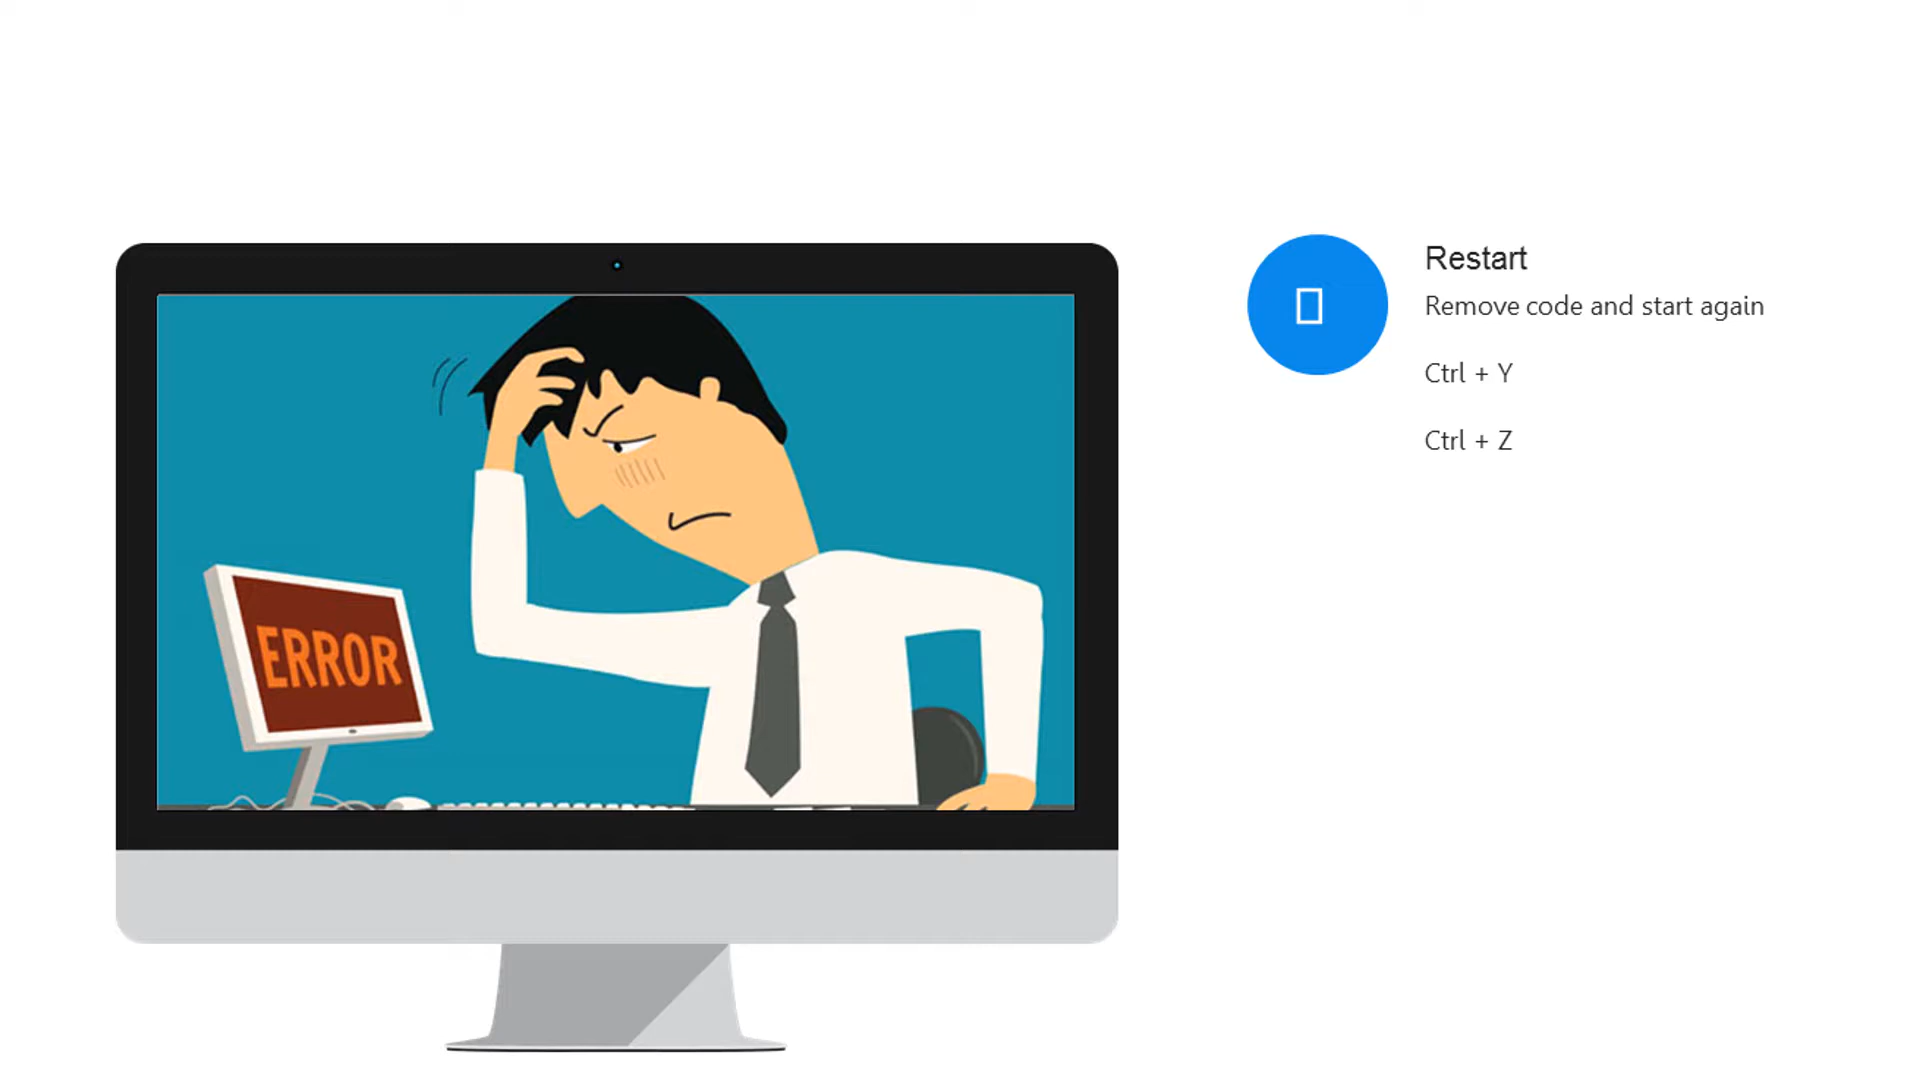 ERROR
Restart
Remove code and start again
Ctrl + Y
Ctrl + Z